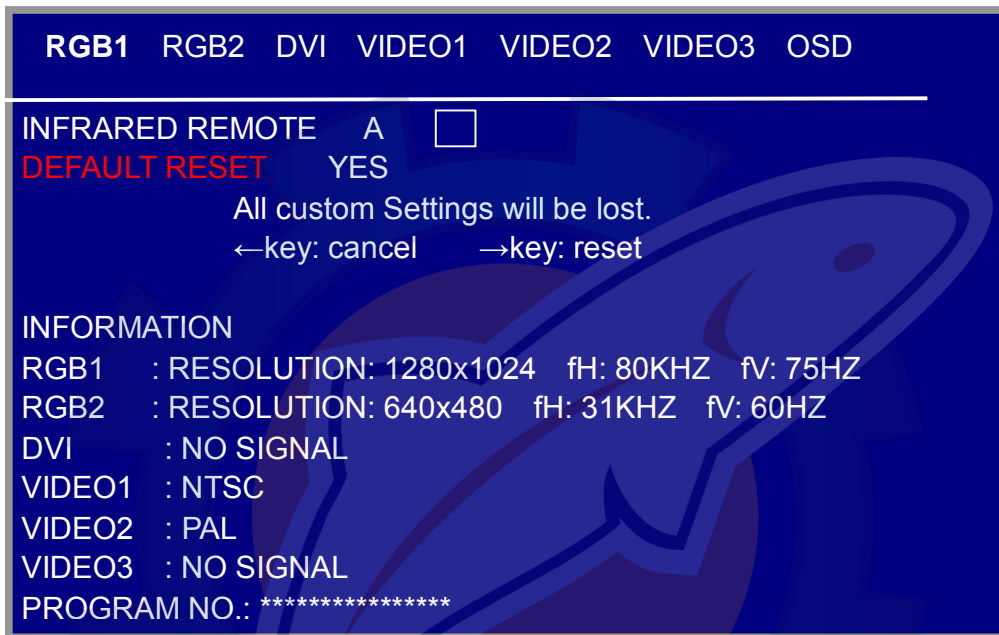 RGB1 RGB2 DVI VIDEO1 VIDEO2 VIDEO3 OSD
INFRARED REMOTE A
DEFAULT RESET YES
All custom Settings will be lost.
←key: cancel →key: reset
INFORMATION
RGB1 : RESOLUTION: 1280x1024 fH: 80KHZ fV: 75HZ
RGB2 : RESOLUTION: 640x480 fH: 31KHZ fV: 60HZ
DVI : NO SIGNAL
VIDEO1 : NTSC
VIDEO2 : PAL
VIDEO3 : NO SIGNAL
PROGRAM NO.: ****************